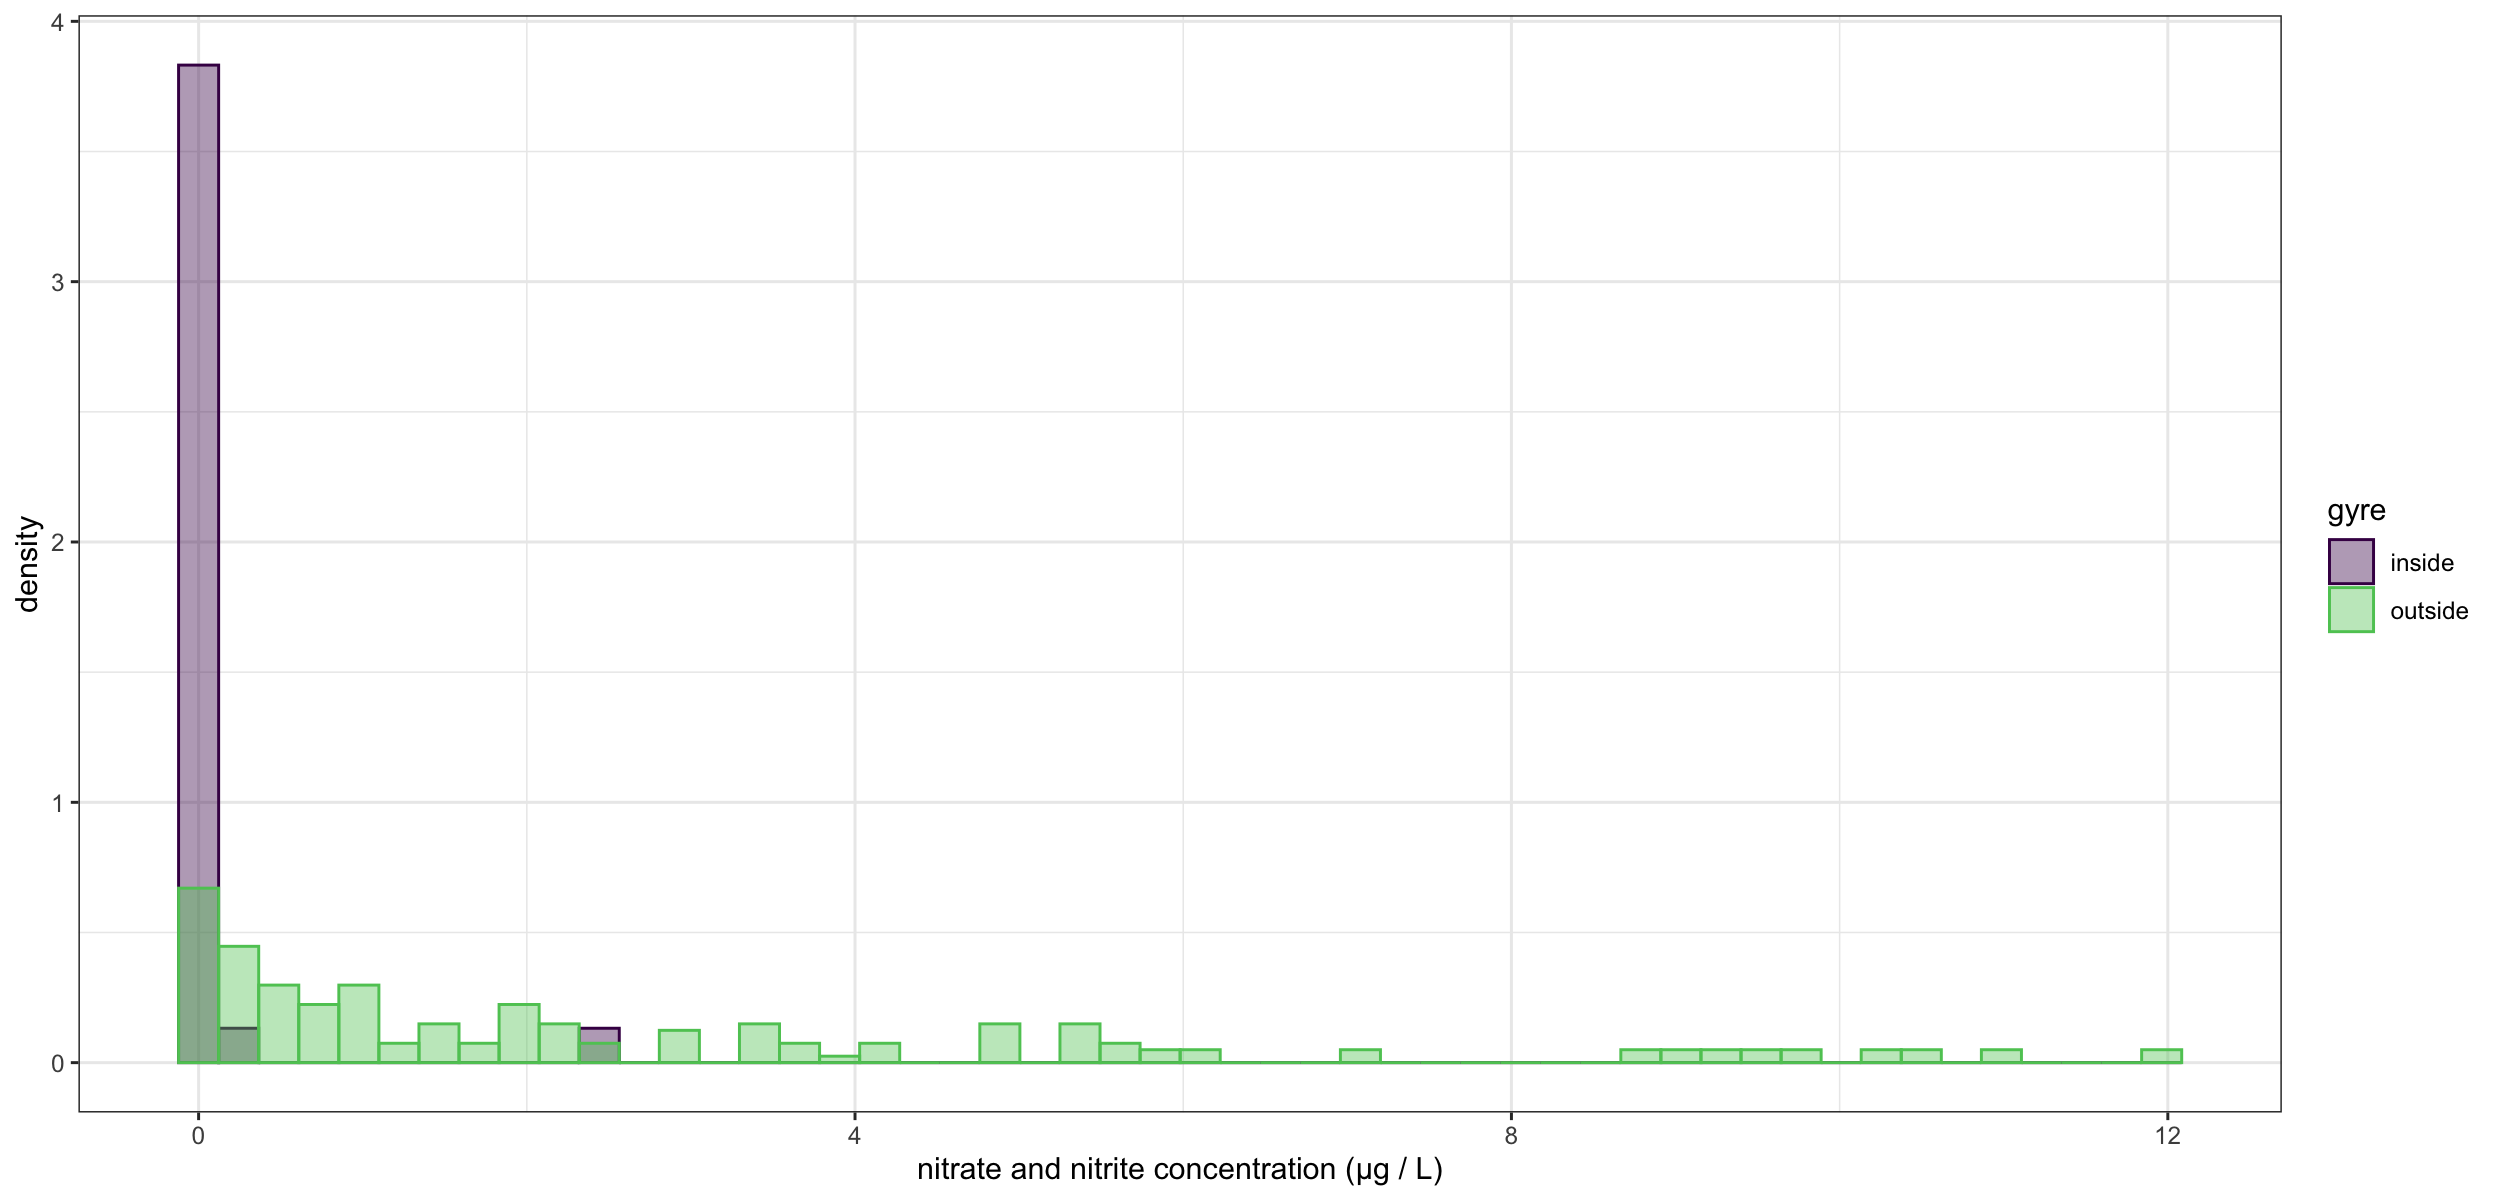 4
3
2
1
0
density
0 4 8 12
nitrate and nitrite concentration (µg / L)
gyre
inside
outside